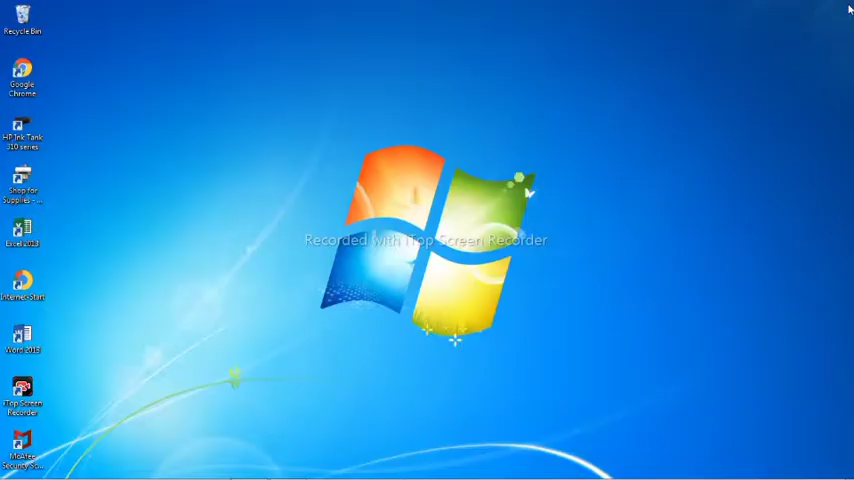 Recycle Bin
Google
Chrome
HP Ink Tank
310 series
Shop for
Supplies - ...
Excel 2013
Internet-Start
Word 2013
iTop Screen
Recorder
McAfee
Security Sc...
Recorded with iTop Screen Recorder